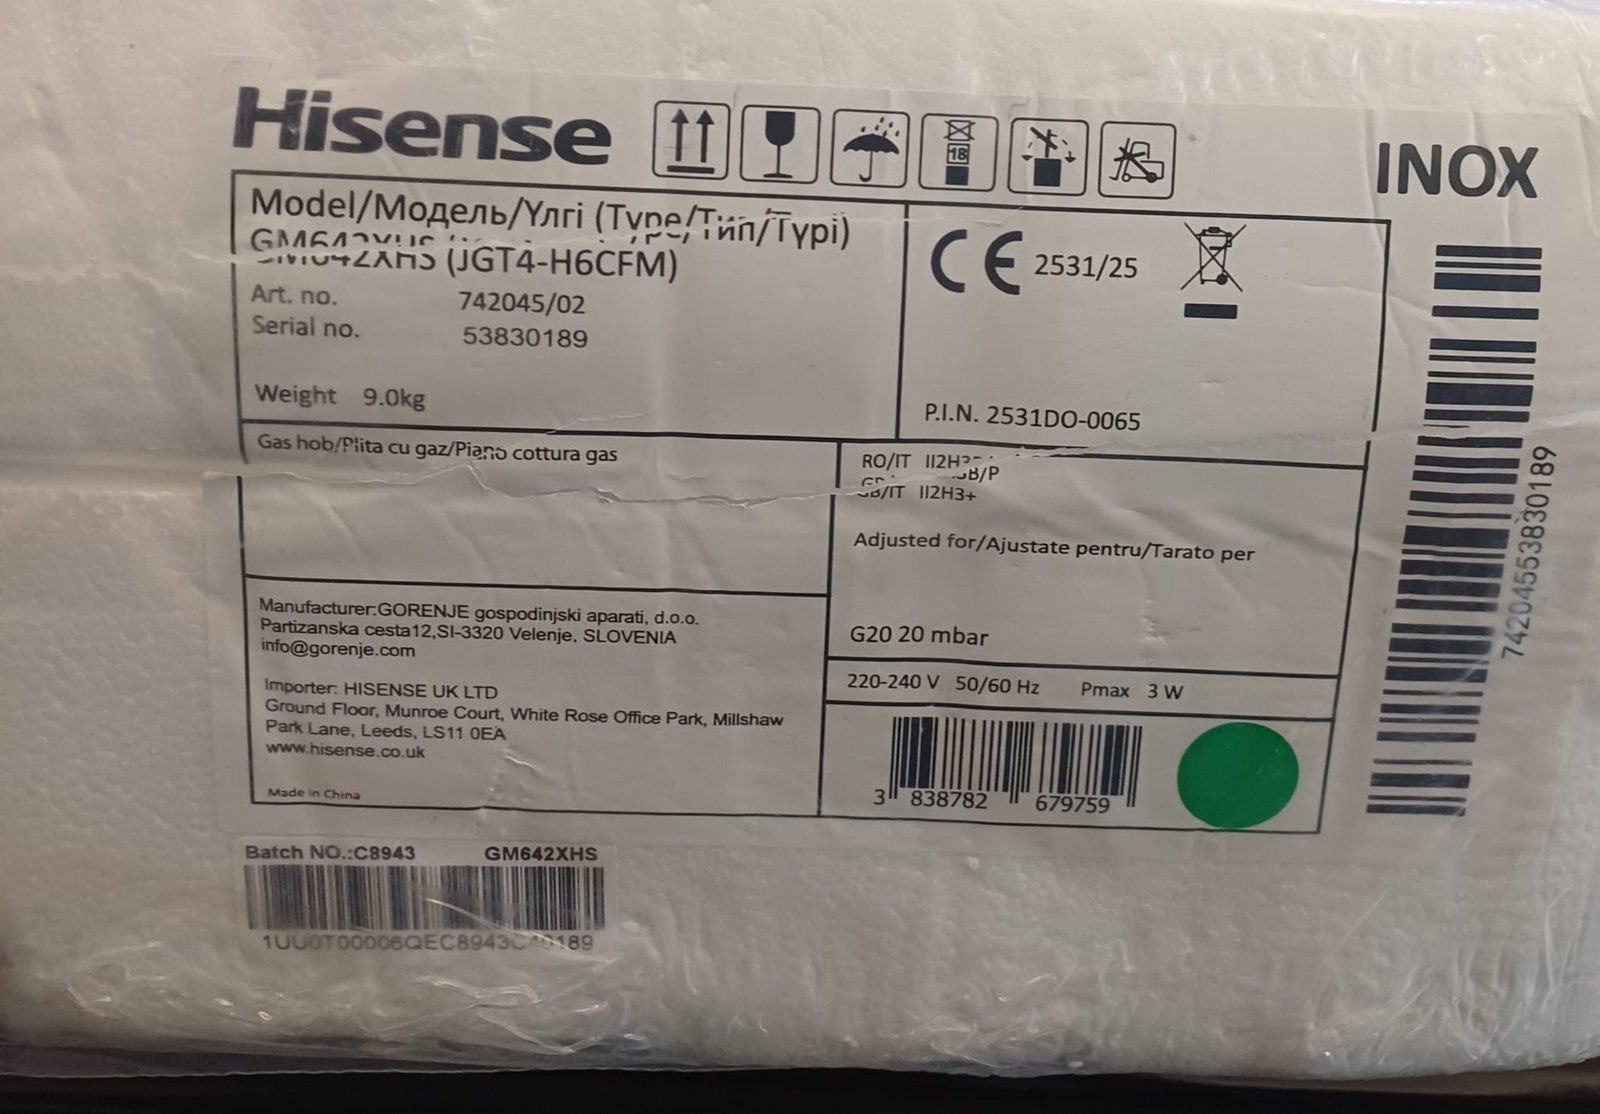 Hisense
18
INOX
Model/Модель/Үлгі (Type/Тип/Typi)
GM642XHS (JGT4-H6CFM)
Art. no. 742045/02
Serial no. 53830189
Weight 9.0kg
CE 2531/25
P.I.N. 2531DO-0065
Gas hob/Plita cu gaz/Piano cottura gas
RO/IT II2H3B/P
GB/IT II2H3+
Adjusted for/Ajustate pentru/Tarato per
G20 20 mbar
220-240 V 50/60 Hz Pmax 3 W
Manufacturer:GORENJE gospodinjski aparati, d.o.o.
Partizanska cesta12,SI-3320 Velenje, SLOVENIA
info@gorenje.com
Importer: HISENSE UK LTD
Ground Floor, Munroe Court, White Rose Office Park, Millshaw
Park Lane, Leeds, LS11 0EA
www.hisense.co.uk
Made in China
3 838782 679759
74204553830189
Batch NO.:C8943 GM642XHS